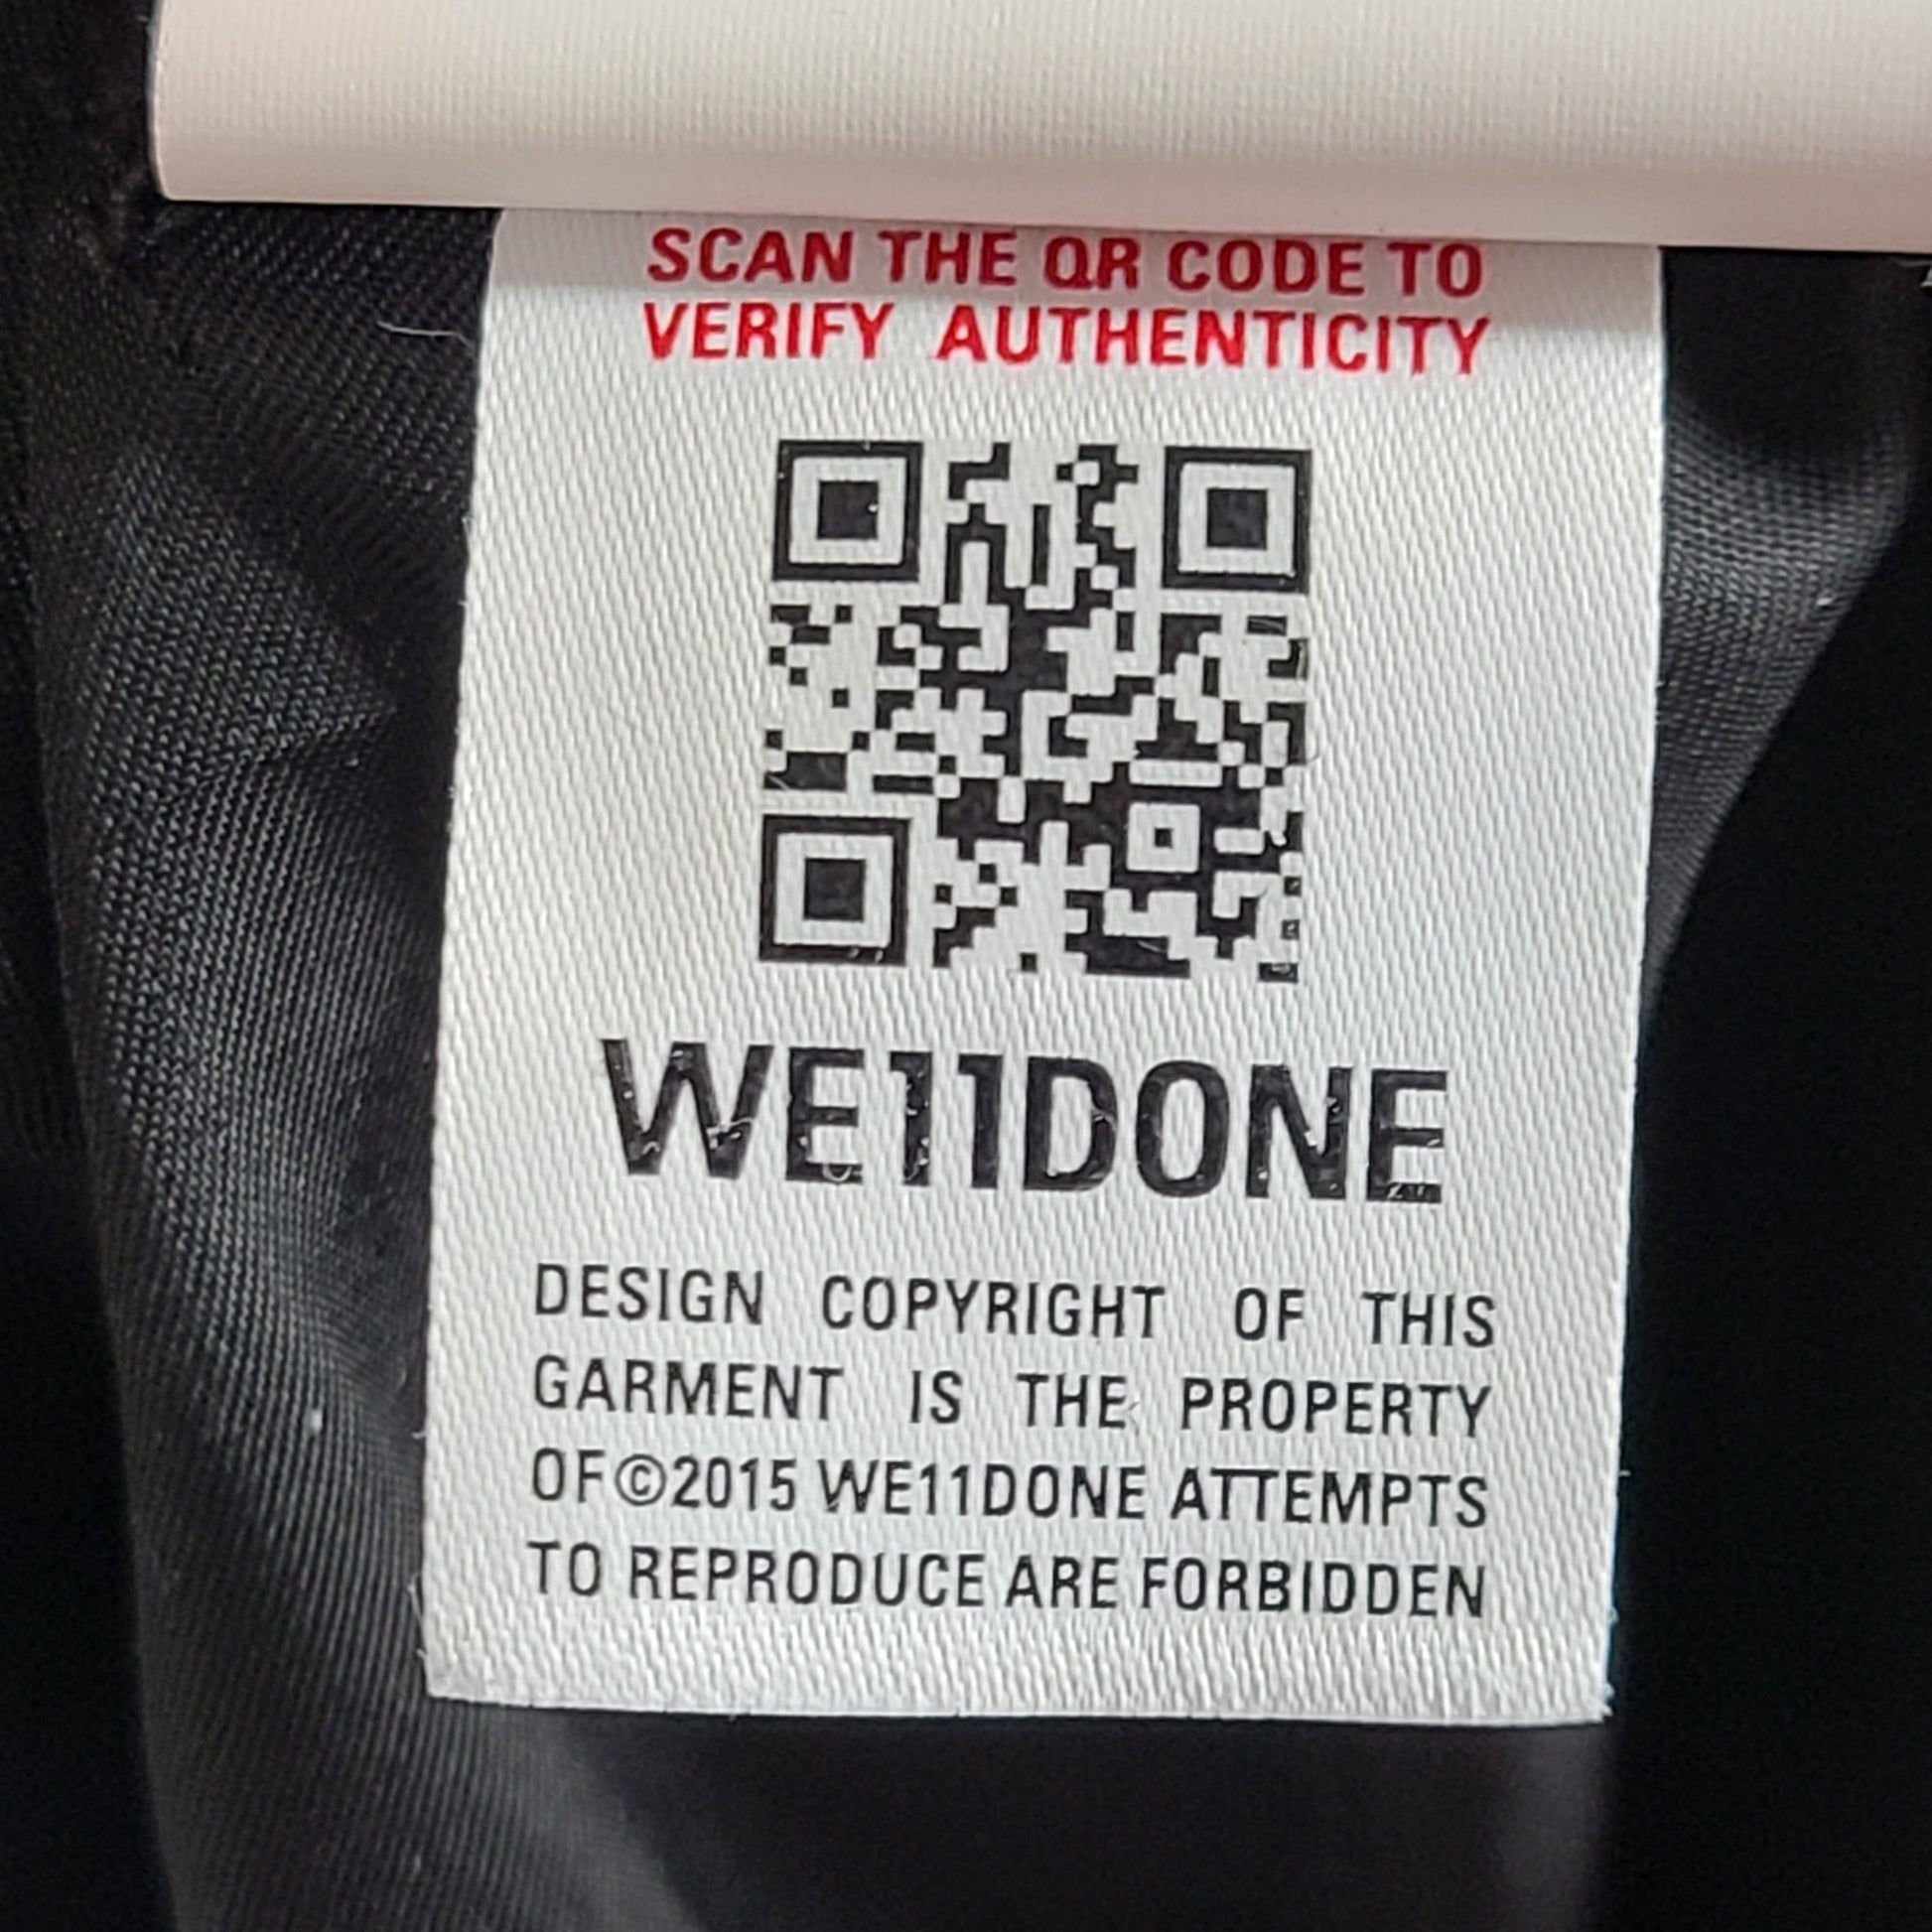 SCAN THE QR CODE TO
VERIFY AUTHENTICITY
WE11DONE
DESIGN COPYRIGHT OF THIS
GARMENT IS THE PROPERTY
OF©2015 WE11DONE ATTEMPTS
TO REPRODUCE ARE FORBIDDEN